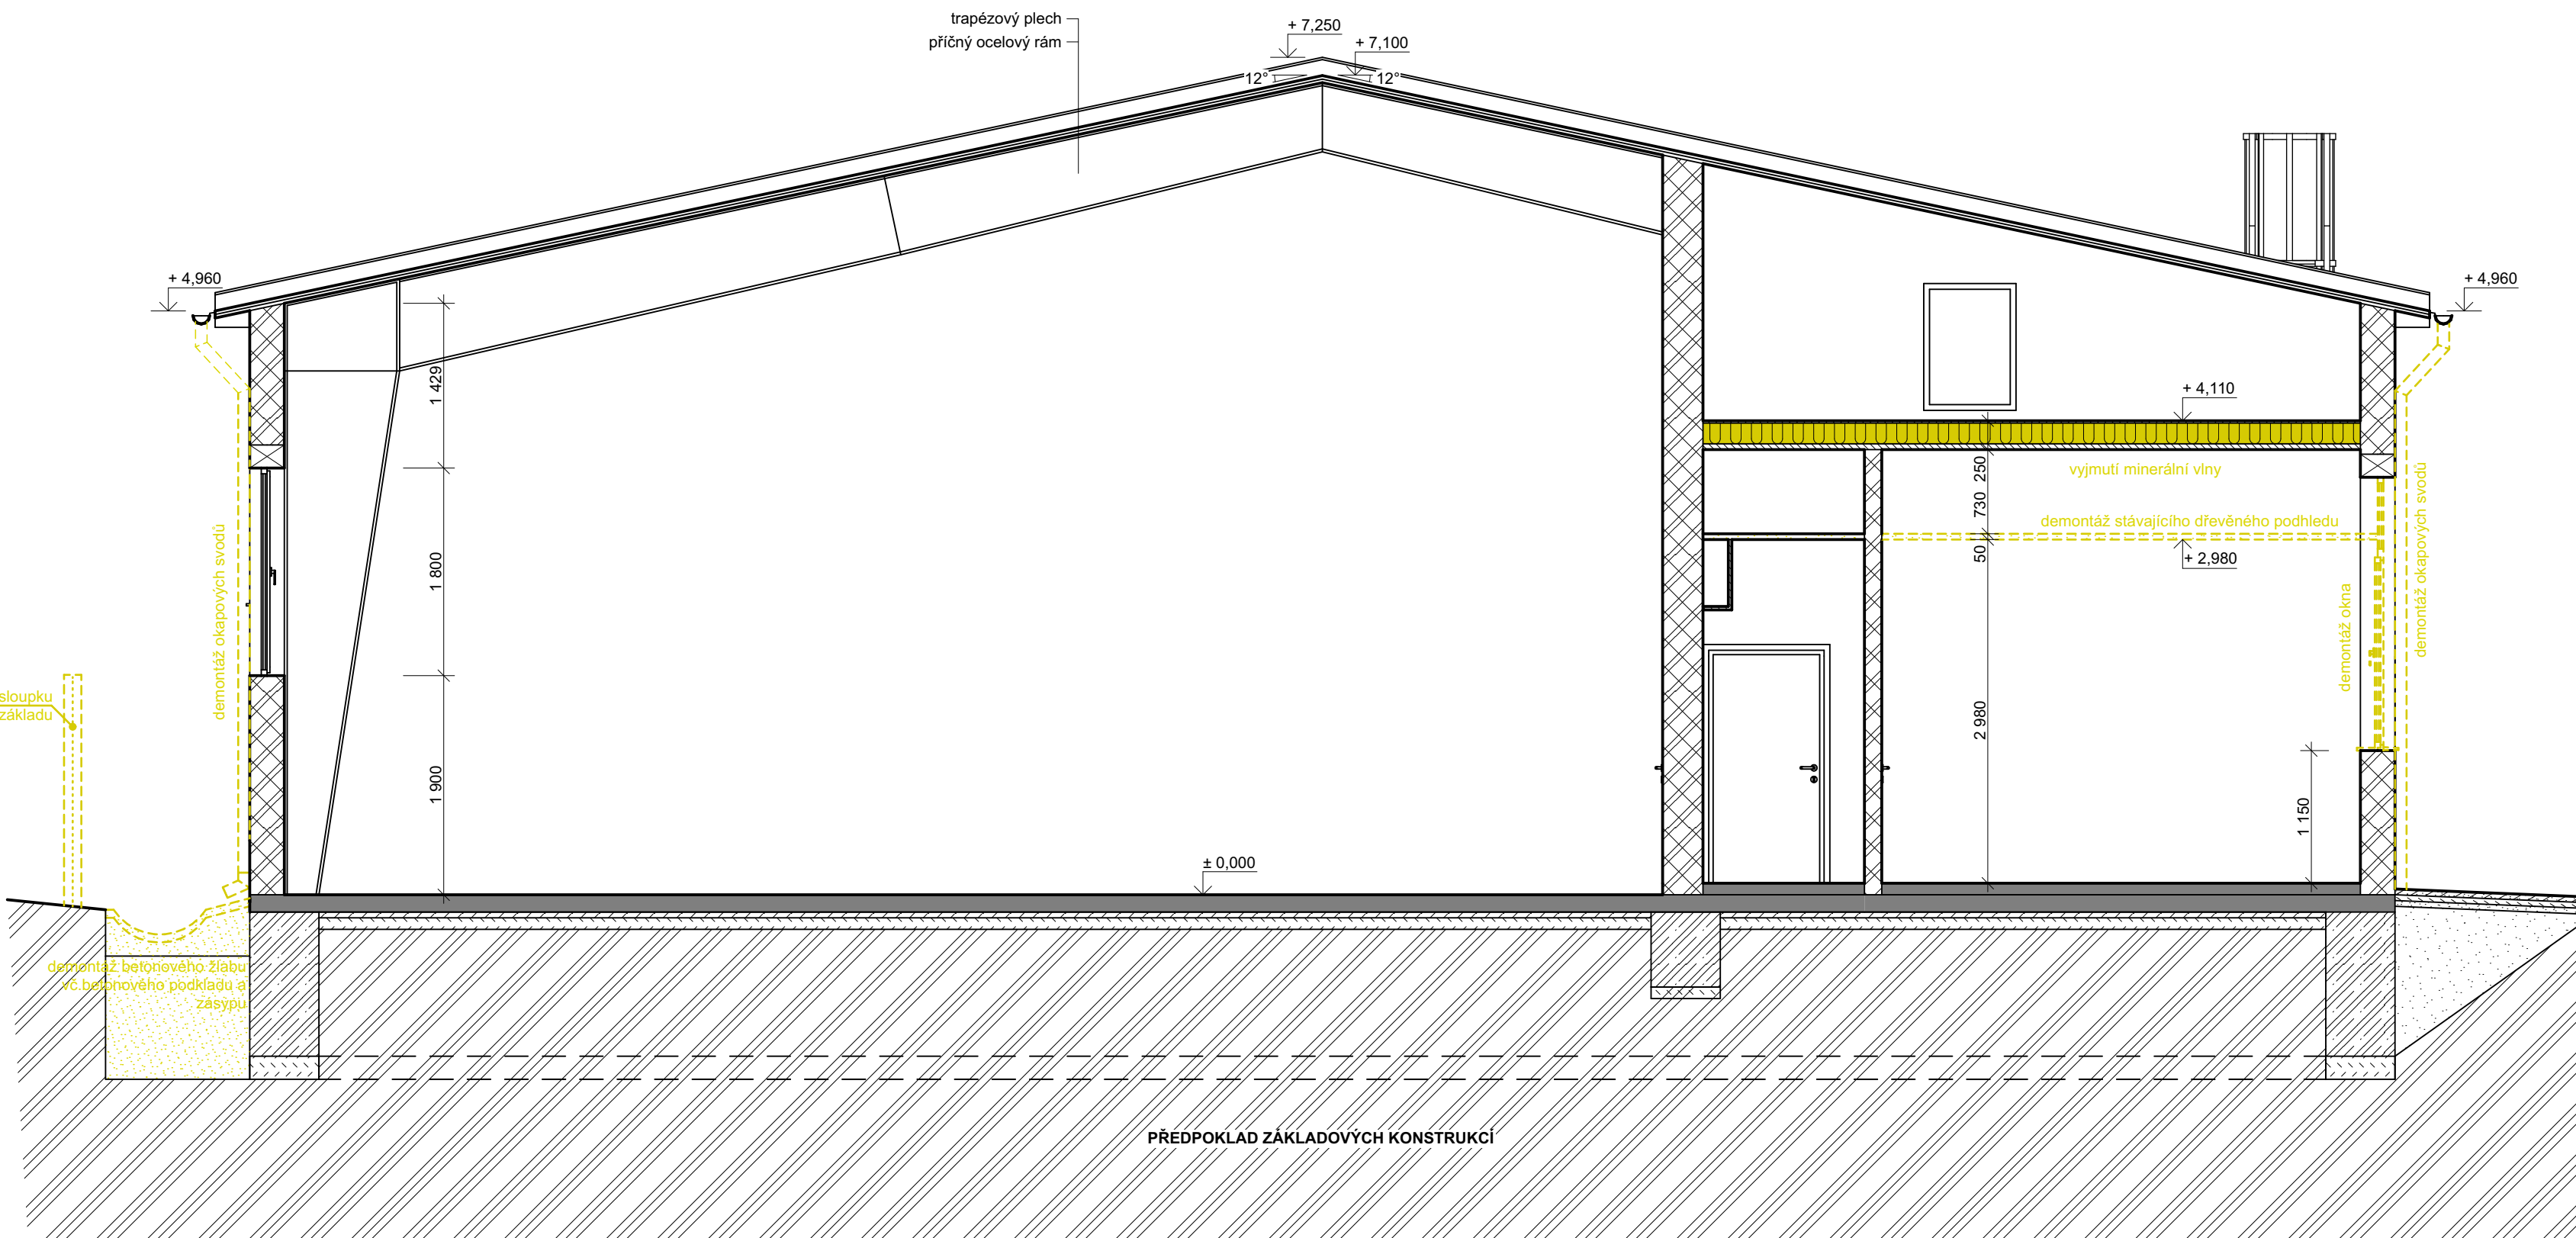 trapézový plech
příčný ocelový rám
+ 7,250
+ 7,100
12°
12°
+ 4,960
+ 4,960
1 429
1 800
1 900
+ 4,110
250
730
50
2 980
vyjmutí minerální vlny
demontáž stávajícího dřevěného podhledu
+ 2,980
demontáž okna
demontáž okapových svodů
demontáž okapových svodů
1 150
sloupku
základu
± 0,000
demontáž betonového žlabu
vč.betonového podkladu a
zásypu
PŘEDPOKLAD ZÁKLADOVÝCH KONSTRUKCÍ